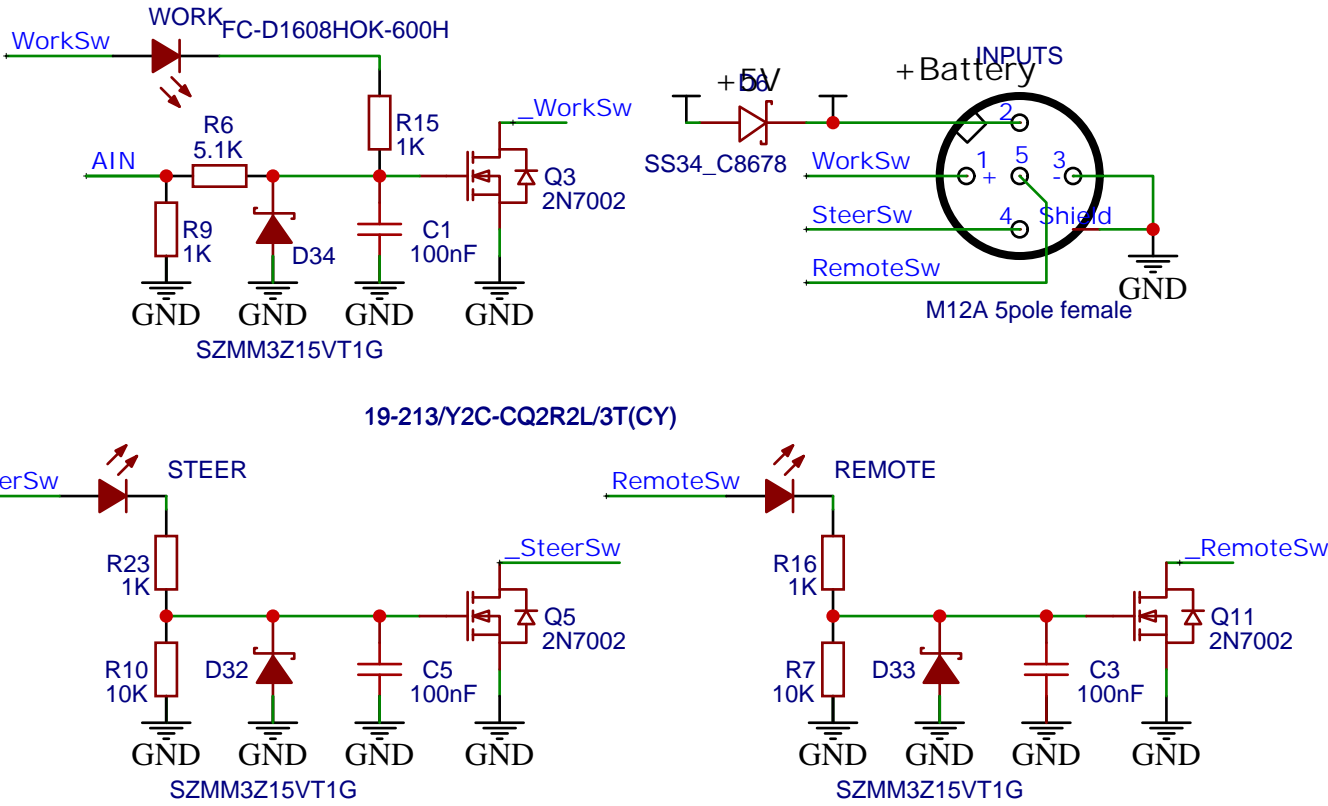 WORK
FC-D1608HOK-600H
WorkSw
R6
5.1K
R15
1K
_WorkSw
AIN
Q3
2N7002
R9
1K
D34
C1
100nF
GND
GND
GND
GND
SZMM3Z15VT1G
INPUTS
+5V
D6
+Battery
SS34_C8678
2
WorkSw
1
+
5
3
-
SteerSw
4
Shield
RemoteSw
GND
M12A 5pole female
19-213/Y2C-CQ2R2L/3T(CY)
erSw
STEER
R23
1K
_SteerSw
Q5
2N7002
R10
10K
D32
C5
100nF
GND
GND
GND
GND
SZMM3Z15VT1G
RemoteSw
REMOTE
R16
1K
_RemoteSw
Q11
2N7002
R7
10K
D33
C3
100nF
GND
GND
GND
GND
SZMM3Z15VT1G